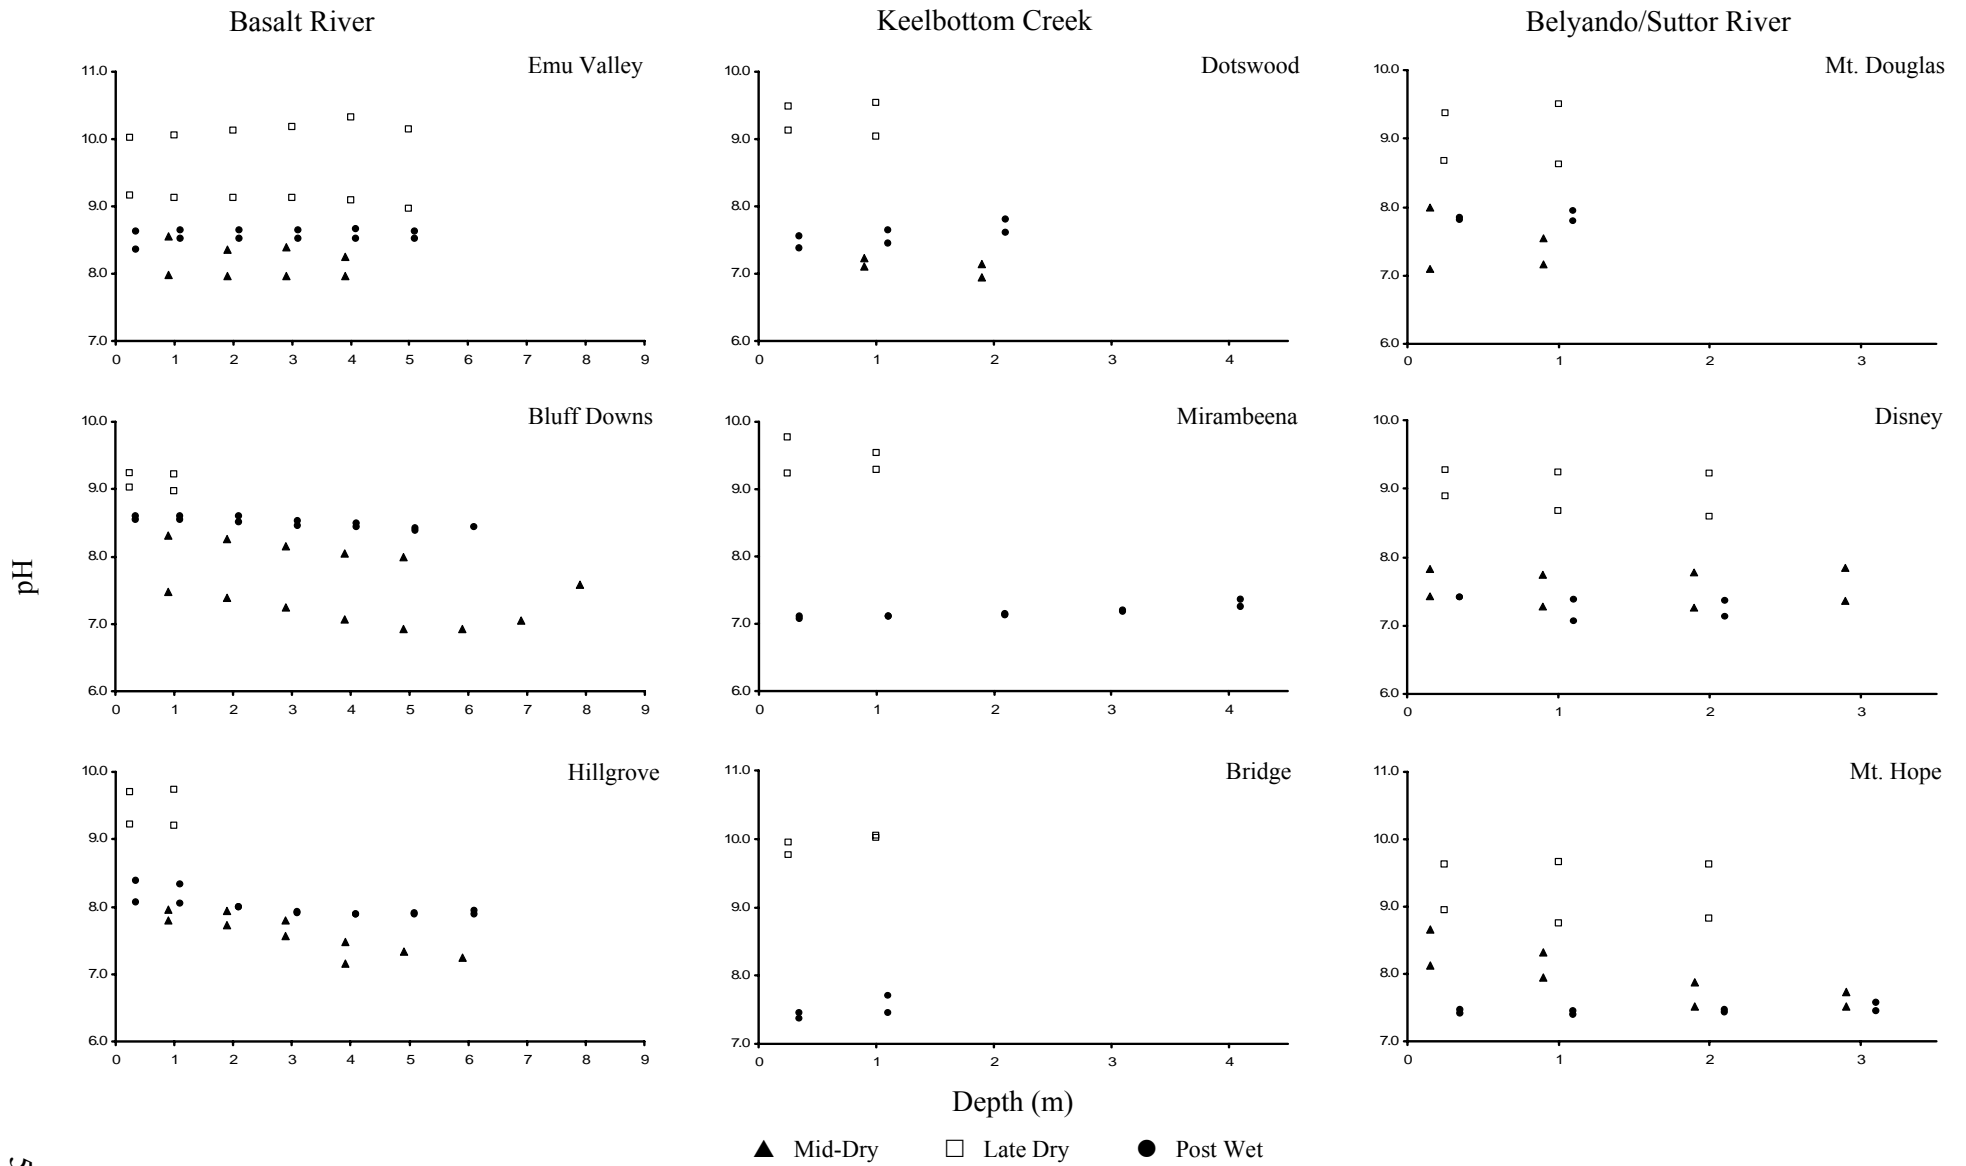 Basalt River
Keelbottom Creek
Belyando/Suttor River
Emu Valley
11.0
10.0
9.0
8.0
7.0
0 1 2 3 4 5 6 7 8 9
Dotswood
10.0
9.0
8.0
7.0
6.0
0 1 2 3 4
Mt. Douglas
10.0
9.0
8.0
7.0
6.0
0 1 2 3
pH
Bluff Downs
10.0
9.0
8.0
7.0
6.0
0 1 2 3 4 5 6 7 8 9
Mirambeena
10.0
9.0
8.0
7.0
6.0
0 1 2 3 4
Disney
10.0
9.0
8.0
7.0
6.0
0 1 2 3
Hillgrove
10.0
9.0
8.0
7.0
6.0
0 1 2 3 4 5 6 7 8 9
Bridge
11.0
10.0
9.0
8.0
7.0
0 1 2 3 4
Mt. Hope
11.0
10.0
9.0
8.0
7.0
0 1 2 3
Depth (m)
Mid-Dry Late Dry Post Wet